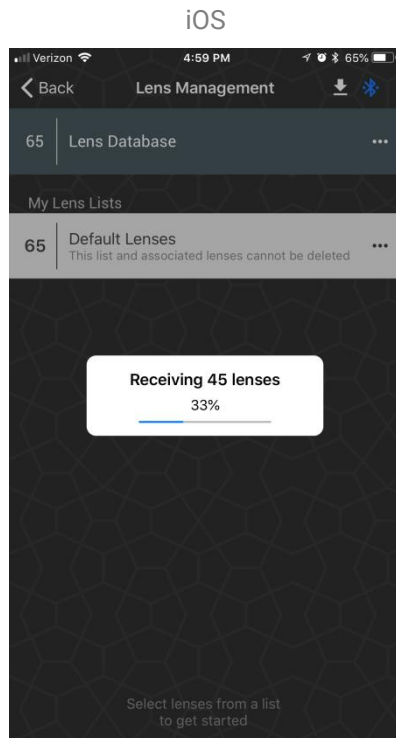 iOS
Verizon 4:59 PM 65%
Back Lens Management
65 Lens Database
My Lens Lists
65 Default Lenses
This list and associated lenses cannot be deleted
Receiving 45 lenses
33%
Select lenses from a list
to get started